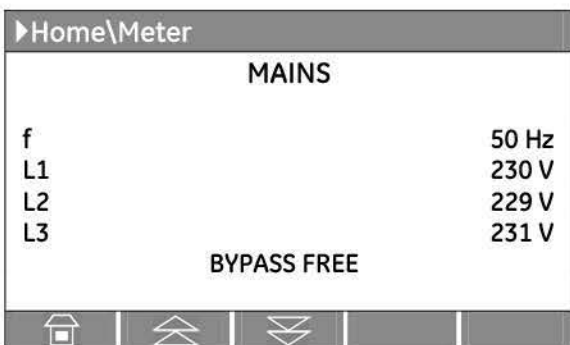 Home\Meter
MAINS
f 50 Hz
L1 230 V
L2 229 V
L3 231 V
BYPASS FREE